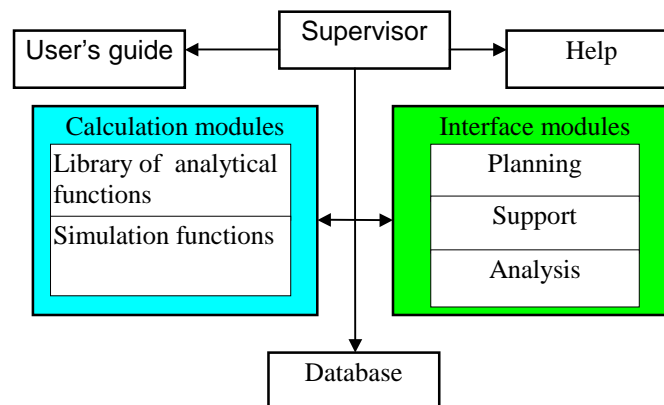 Supervisor
User's guide
Help
Calculation modules
Library of analytical
functions
Simulation functions
Interface modules
Planning
Support
Analysis
Database